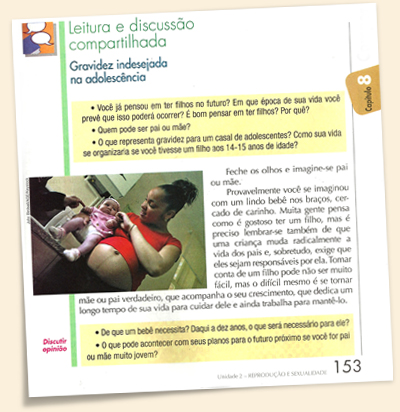 Leitura e discussão
compartilhada
Gravidez indesejada
na adolescência
• Você já pensou em ter filhos no futuro? Em que época de sua vida você
prevê que isso poderá ocorrer? É bom pensar em ter filhos? Por quê?
• Quem pode ser pai ou mãe?
• O que representa gravidez para um casal de adolescentes? Como sua vida
se organizaria se você tivesse um filho aos 14-15 anos de idade?
Capítulo 8
Feche os olhos e imagine-se pai
ou mãe.
Provavelmente você se imaginou
com um lindo bebê nos braços, cer-
cado de carinho. Muita gente pensa
como é gostoso ter um filho, mas é
preciso lembrar-se também de que
uma criança muda radicalmente a
vida dos pais e, sobretudo, exige que
eles sejam responsáveis por ela. Tomar
conta de um filho pode não ser muito
fácil, mas o difícil mesmo é se tornar
mãe ou pai verdadeiro, que acompanha o seu crescimento, que dedica um
longo tempo de sua vida para cuidar dele e ainda trabalha para mantê-lo.
Discutir
opinião
• De que um bebê necessita? Daqui a dez anos, o que será necessário para ele?
• O que pode acontecer com seus planos para o futuro próximo se você for pai
ou mãe muito jovem?
Unidade 2 – REPRODUÇÃO E SEXUALIDADE 153